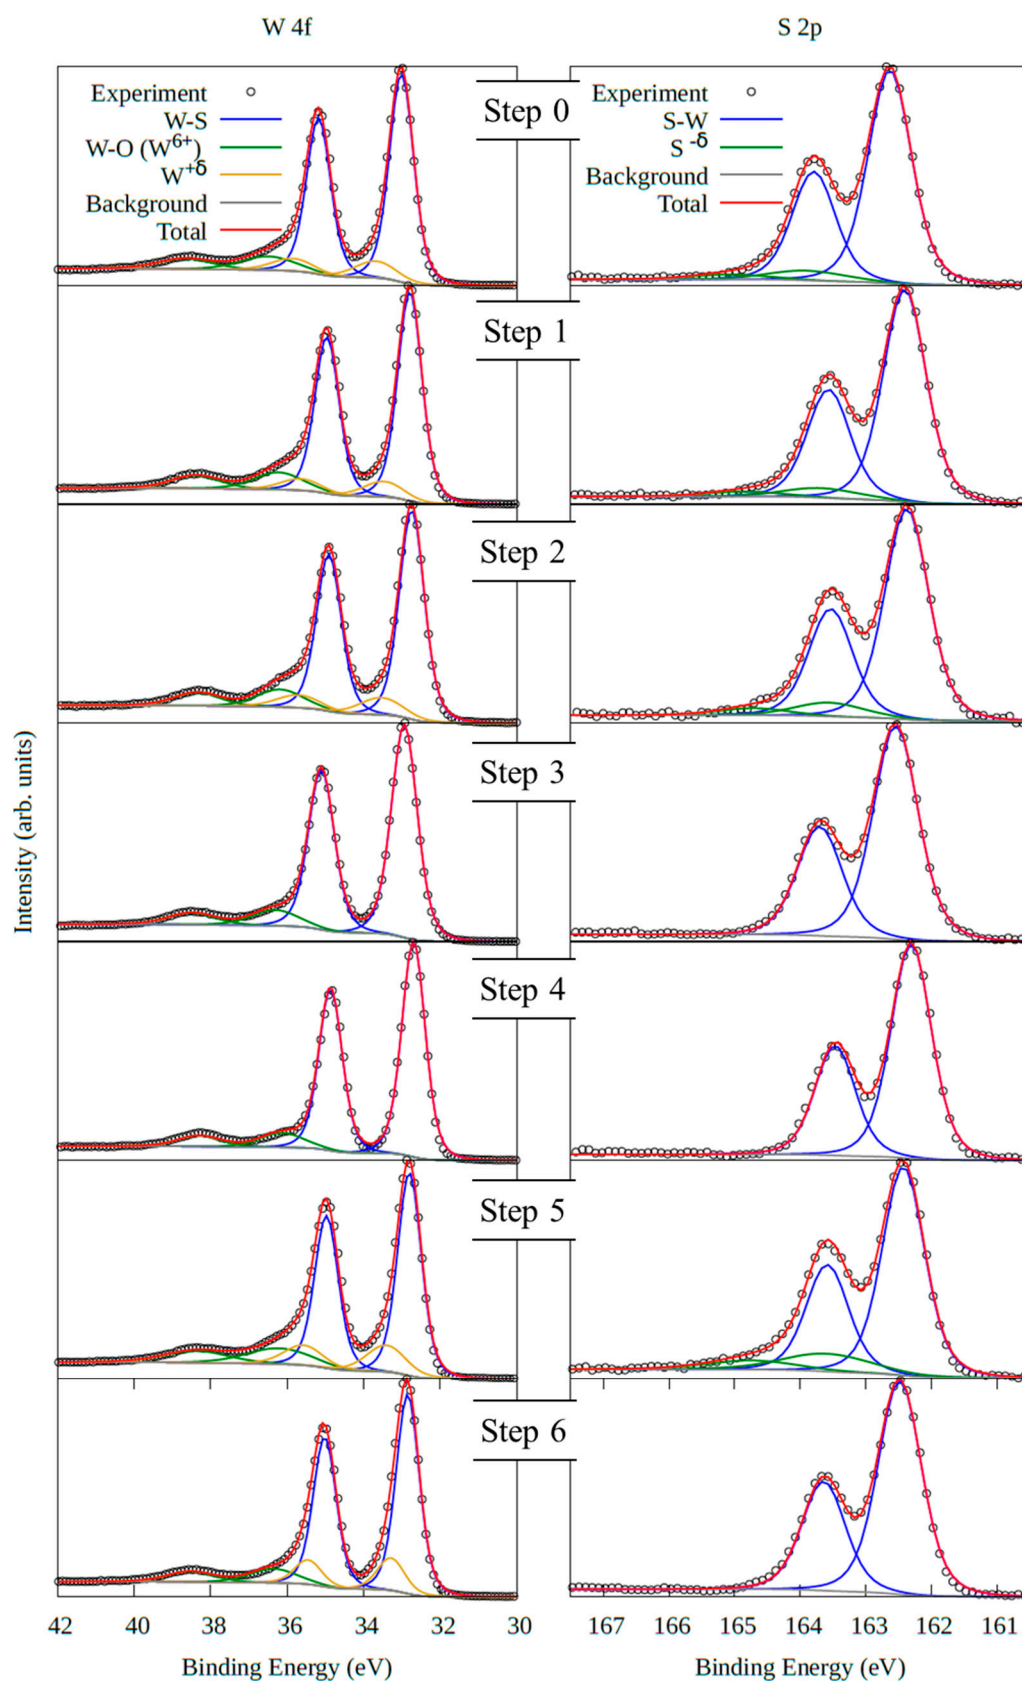 W 4f
S 2p
Experiment
W-S
W-O (W6+)
W+δ
Background
Total
Step 0
Experiment
S-W
S -δ
Background
Total
Step 1
Step 2
Step 3
Step 4
Step 5
Step 6
Intensity (arb. units)
42 40 38 36 34 32 30
167 166 165 164 163 162 161
Binding Energy (eV)
Binding Energy (eV)